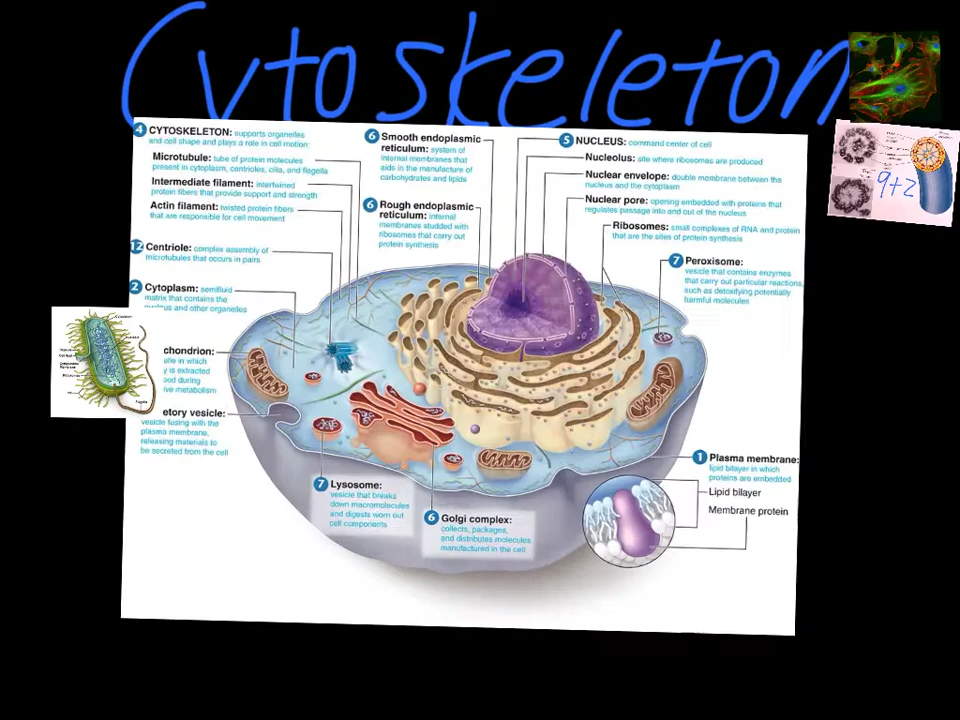 Cytoskeleton
4 CYTOSKELETON: supports organelles
and cell shape and plays a role in cell motion:
Microtubule: tube of protein molecules
present in cytoplasm, centrioles, cilia, and flagella
Intermediate filament: intertwined
protein fibers that provide support and strength
Actin filament: twisted protein fibers
that are responsible for cell movement
12 Centriole: complex assembly of
microtubules that occurs in pairs
2 Cytoplasm: semifluid
matrix that contains the
and other organelles
chondrion:
in which
y is extracted
ood during
ive metabolism
etory vesicle:
vesicle fusing with the
plasma membrane,
releasing materials to
be secreted from the cell
6 Smooth endoplasmic
reticulum: system of
internal membranes that
aids in the manufacture of
carbohydrates and lipids
6 Rough endoplasmic
reticulum: internal
membranes studded with
ribosomes that carry out
protein synthesis
5 NUCLEUS: command center of cell
Nucleolus: site where ribosomes are produced
Nuclear envelope: double membrane between the
nucleus and the cytoplasm
Nuclear pore: opening embedded with proteins that
regulates passage into and out of the nucleus
Ribosomes: small complexes of RNA and protein
that are the sites of protein synthesis
7 Peroxisome:
vesicle that contains enzymes
that carry out particular reactions,
such as detoxifying potentially
harmful molecules
9+2
7 Lysosome:
vesicle that breaks
down macromolecules
and digests worn out
cell components
6 Golgi complex:
collects, packages,
and distributes molecules
manufactured in the cell
1 Plasma membrane:
lipid bilayer in which
proteins are embedded
Lipid bilayer
Membrane protein